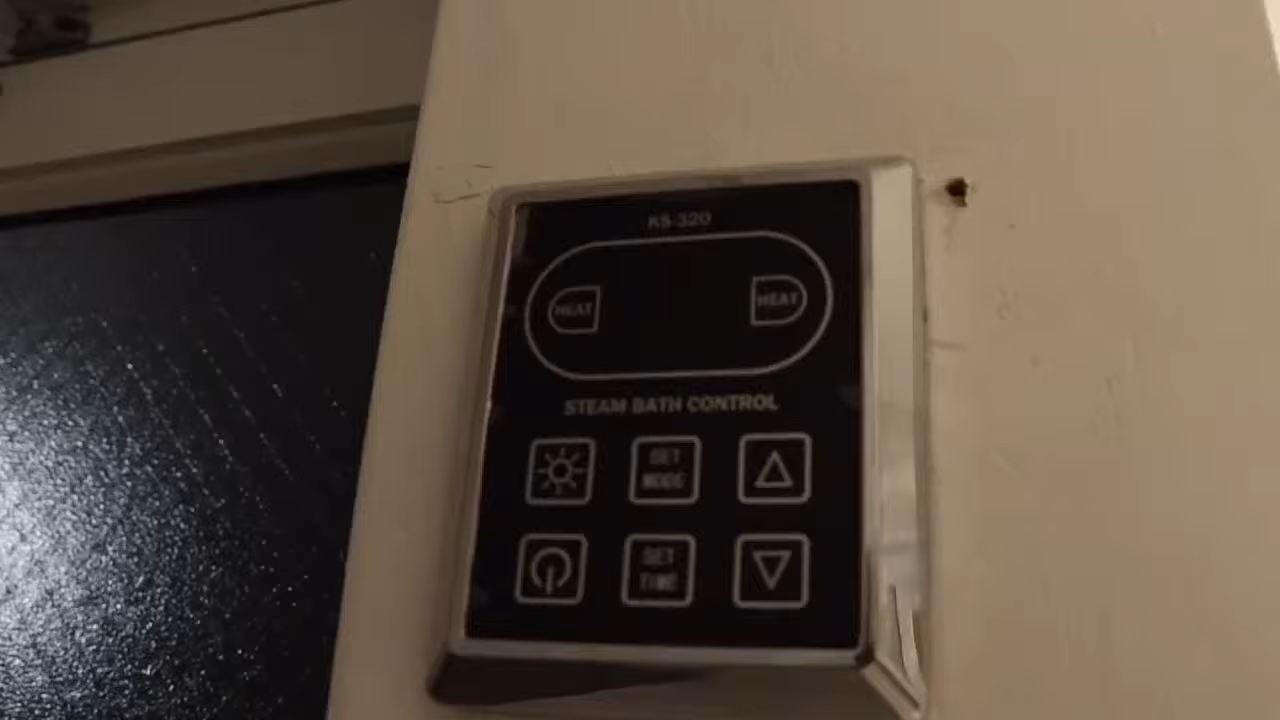 KS-320
HEAT HEAT
STEAM BATH CONTROL
SET
MODE
SET
TIME